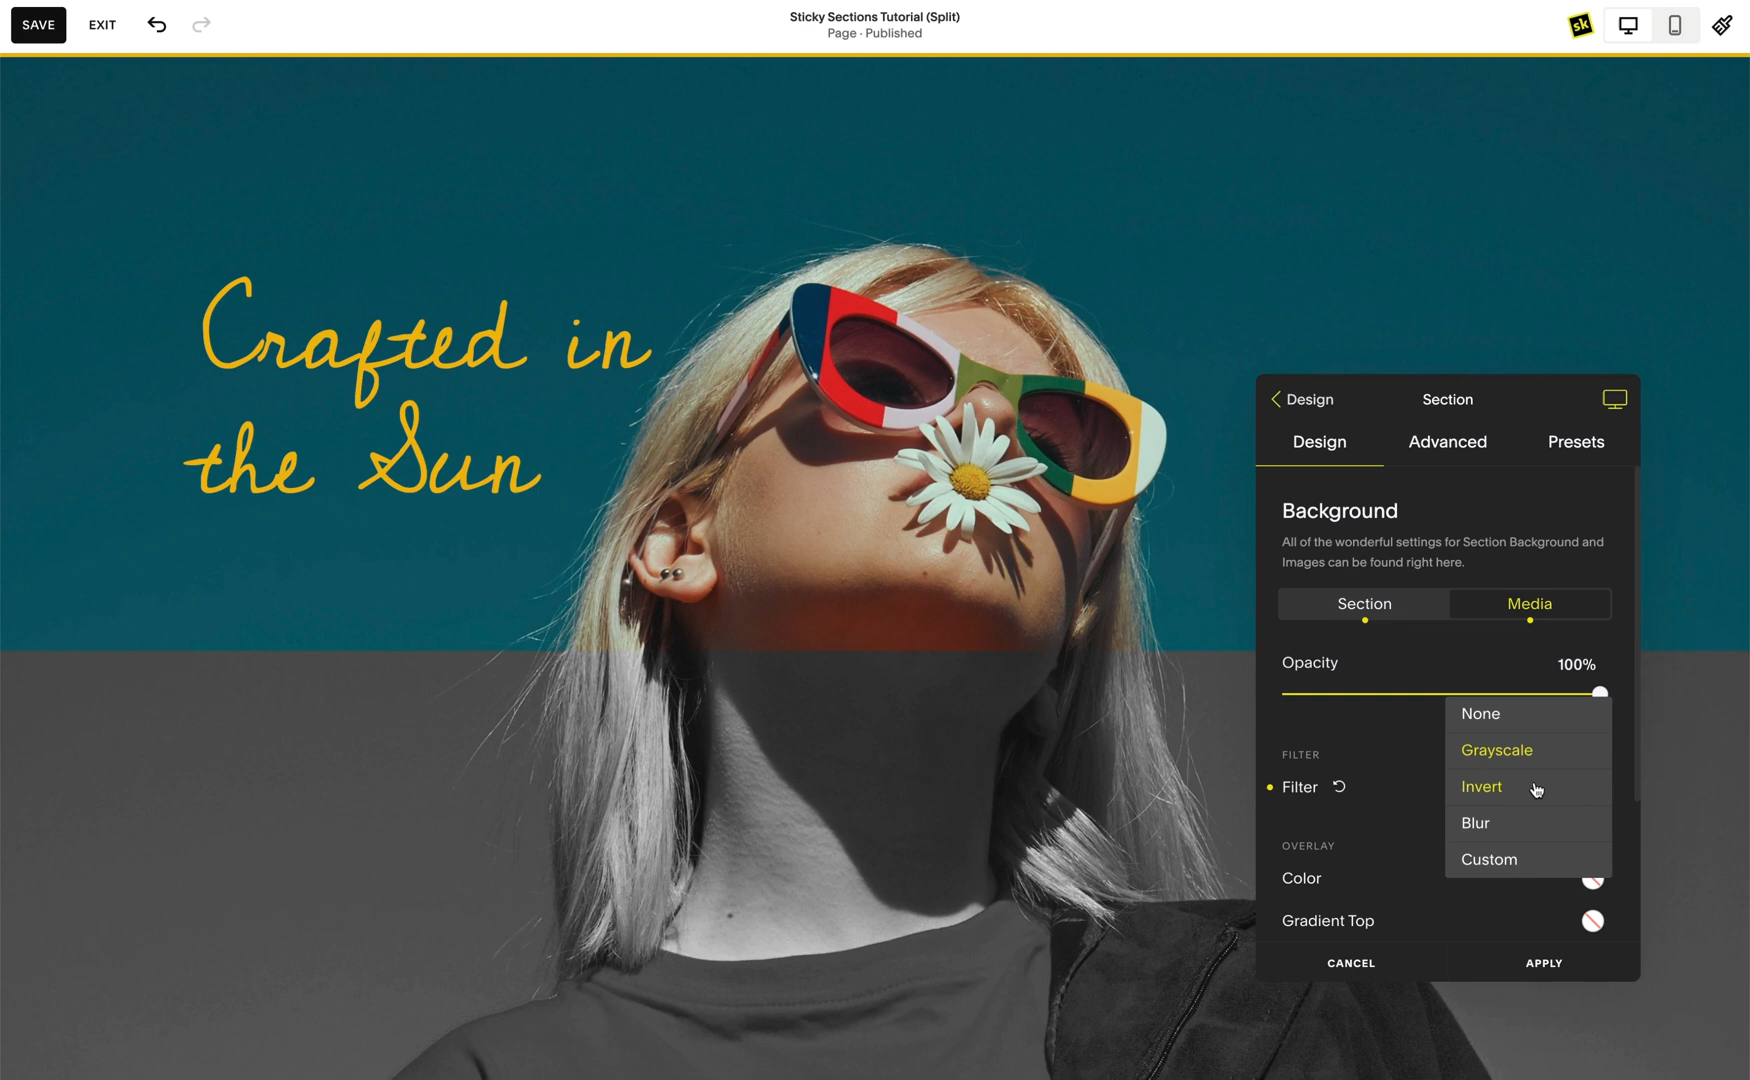 SAVE
EXIT
Sticky Sections Tutorial (Split)
Page · Published
sk
Crafted in
the Sun
Design
Section
Design
Advanced
Presets
Background
All of the wonderful settings for Section Background and
Images can be found right here.
Section
Media
Opacity
100%
None
FILTER
Grayscale
Filter
Invert
Blur
OVERLAY
Custom
Color
Gradient Top
CANCEL
APPLY